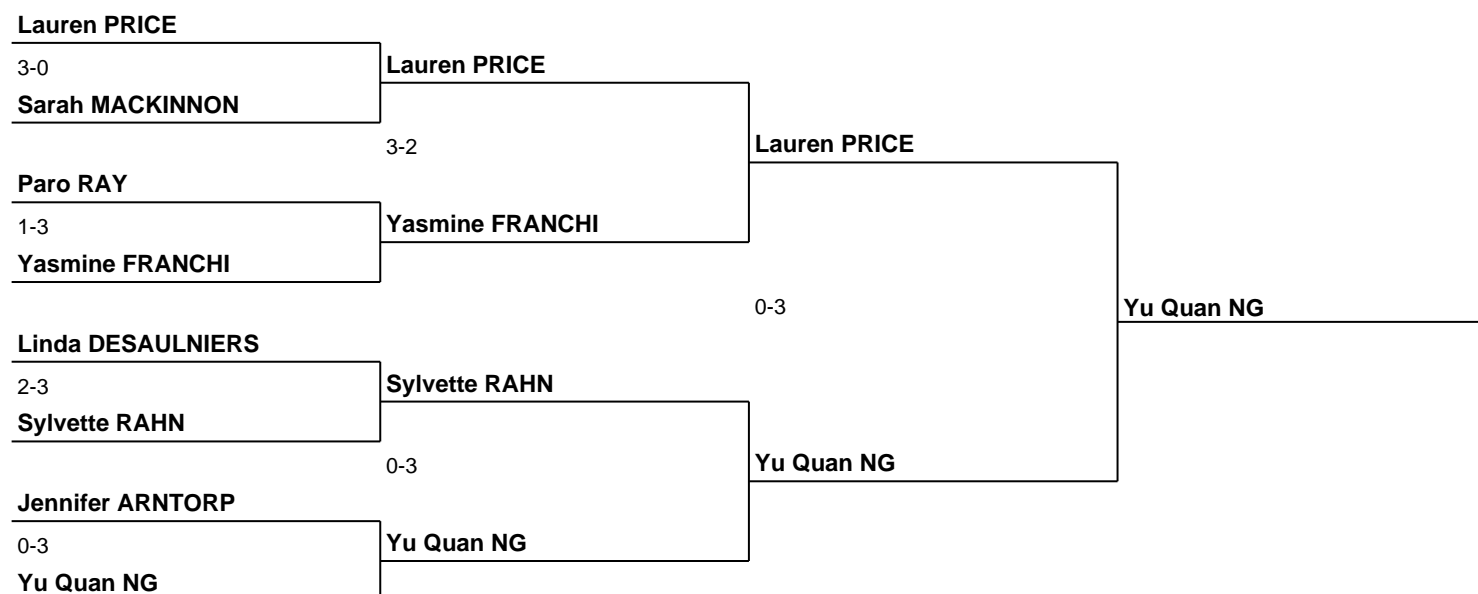 Lauren PRICE
3-0
Lauren PRICE
Sarah MACKINNON
3-2
Lauren PRICE
Paro RAY
1-3
Yasmine FRANCHI
Yasmine FRANCHI
0-3
Yu Quan NG
Linda DESAULNIERS
2-3
Sylvette RAHN
Sylvette RAHN
0-3
Yu Quan NG
Jennifer ARNTORP
0-3
Yu Quan NG
Yu Quan NG